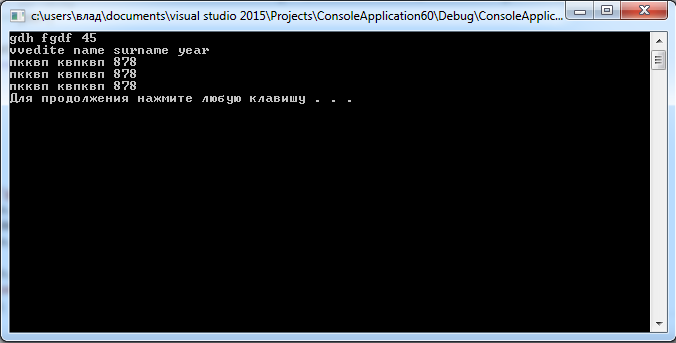 c:\users\влад\documents\visual studio 2015\Projects\ConsoleApplication60\Debug\ConsoleApplic...
gdh fgdf 45
vvedite name surname year
пкквп квпквп 878
пкквп квпквп 878
пкквп квпквп 878
Для продолжения нажмите любую клавишу . . .